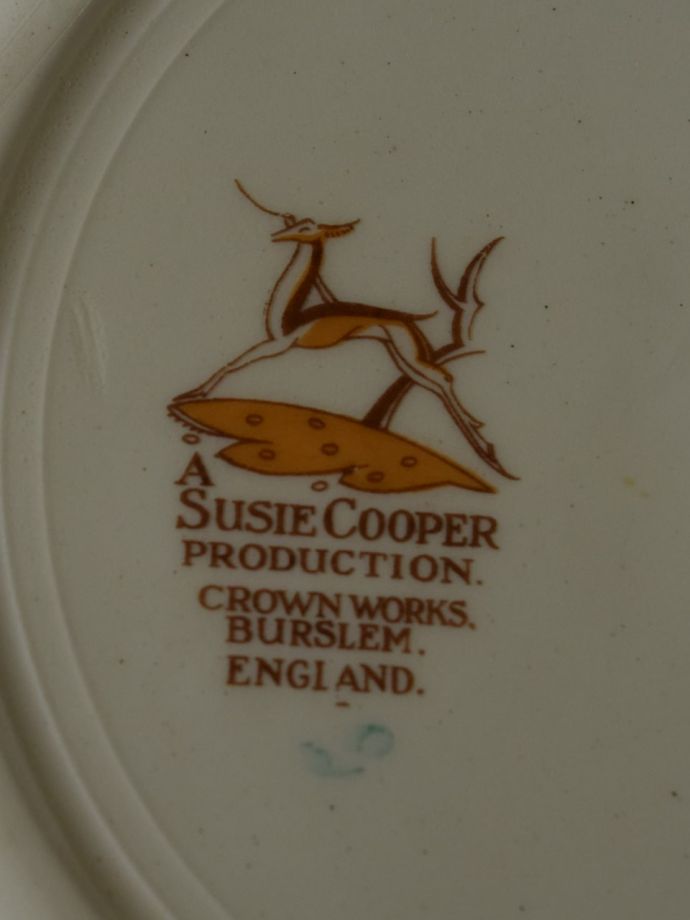 A
SUSIE COOPER
PRODUCTION.
CROWN WORKS.
BURSLEM.
ENGLAND.